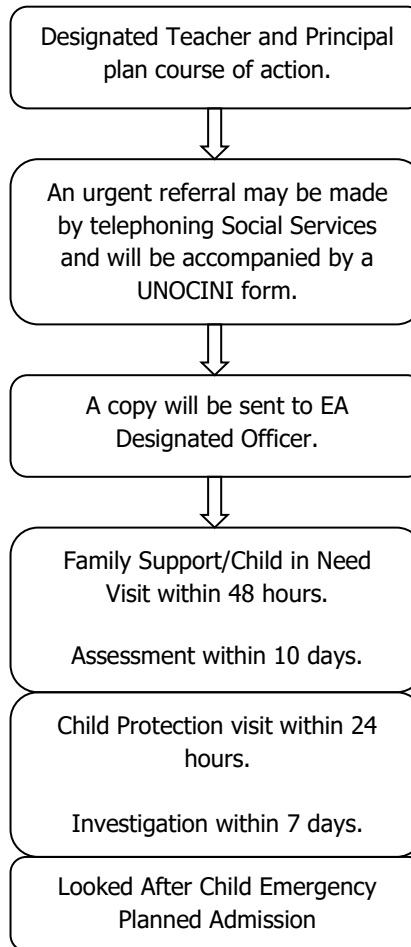 Designated Teacher and Principal
plan course of action.
An urgent referral may be made
by telephoning Social Services
and will be accompanied by a
UNOCINI form.
A copy will be sent to EA
Designated Officer.
Family Support/Child in Need
Visit within 48 hours.
Assessment within 10 days.
Child Protection visit within 24
hours.
Investigation within 7 days.
Looked After Child Emergency
Planned Admission